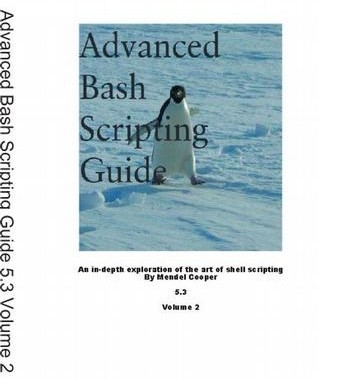 Advanced Bash Scripting Guide 5.3 Volume 2
Advanced
Bash
Scripting
Guide
An in-depth exploration of the art of shell scripting
By Mendel Cooper
5.3
Volume 2